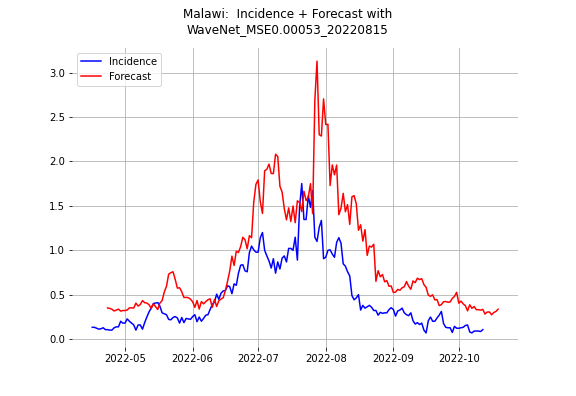 Malawi:  Incidence + Forecast with
WaveNet_MSE0.00053_20220815
Incidence
Forecast
3.0
2.5
2.0
1.5
1.0
0.5
0.0
2022-05 2022-06 2022-07 2022-08 2022-09 2022-10